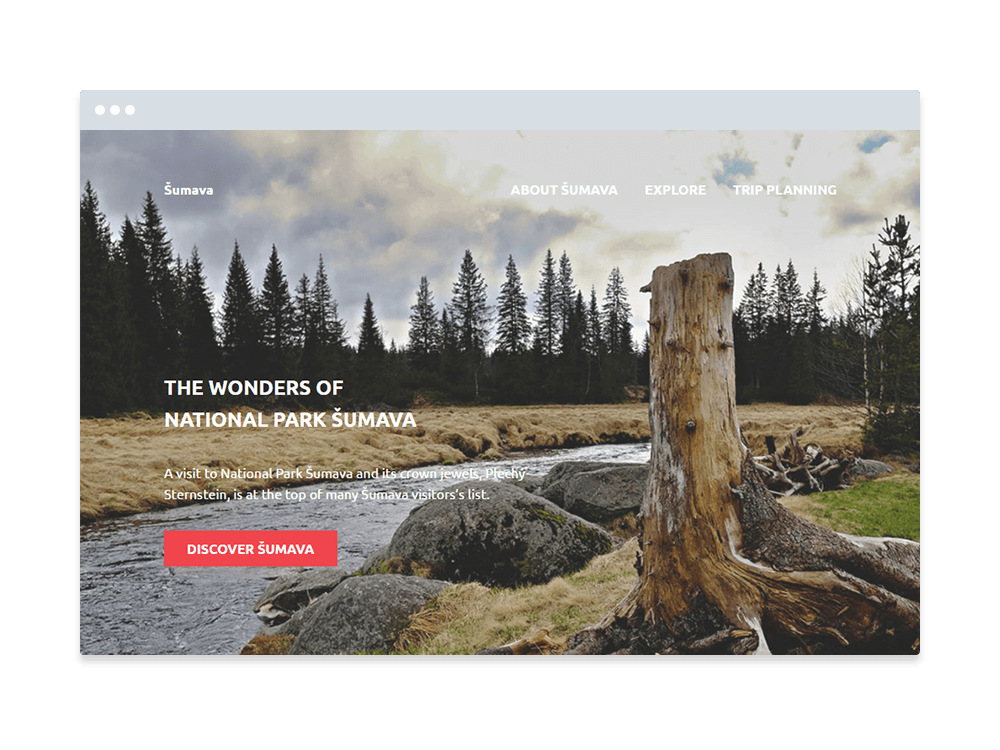 Šumava
ABOUT ŠUMAVA EXPLORE TRIP PLANNING
THE WONDERS OF
NATIONAL PARK ŠUMAVA
A visit to National Park Šumava and its crown jewels, Plechý
Sternstein, is at the top of many Šumava visitors's list.
DISCOVER ŠUMAVA